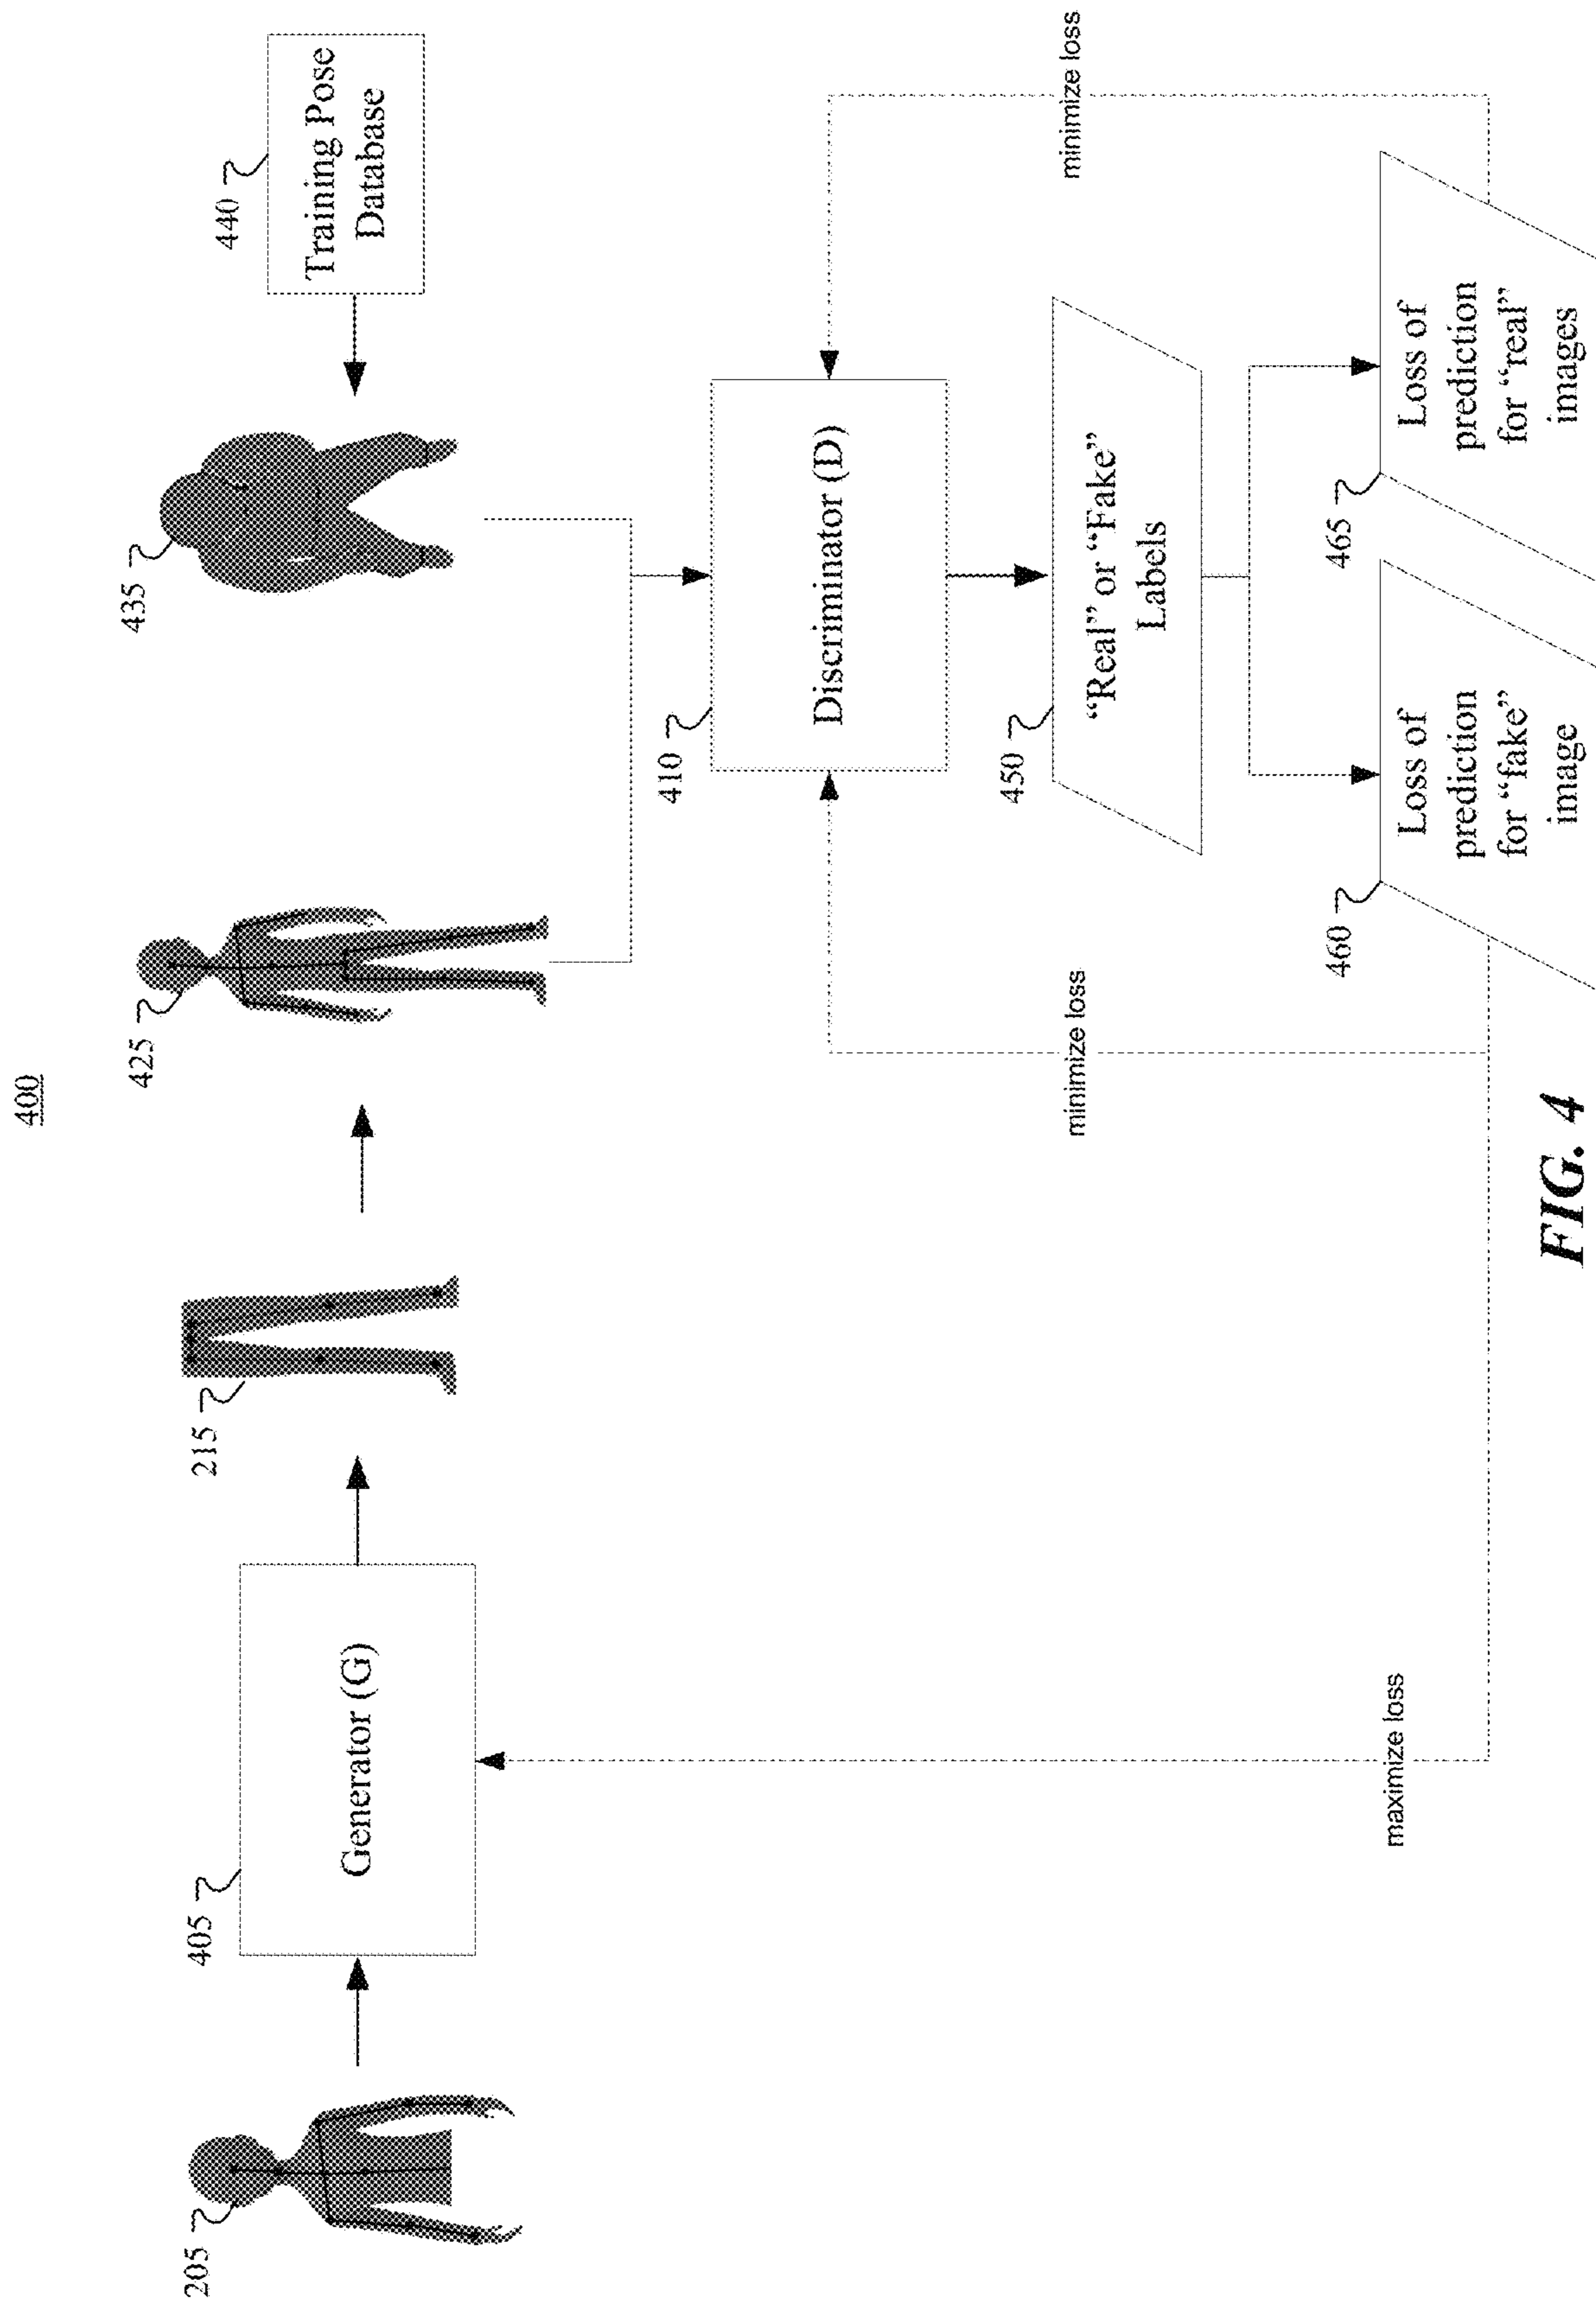 400
205
405
Generator (G)
215
425
435
440
Training Pose
Database
410
Discriminator (D)
minimize loss
minimize loss
450
“Real” or “Fake”
Labels
maximize loss
460
Loss of
prediction
for “fake”
image
465
Loss of
prediction
for “real”
images
FIG. 4